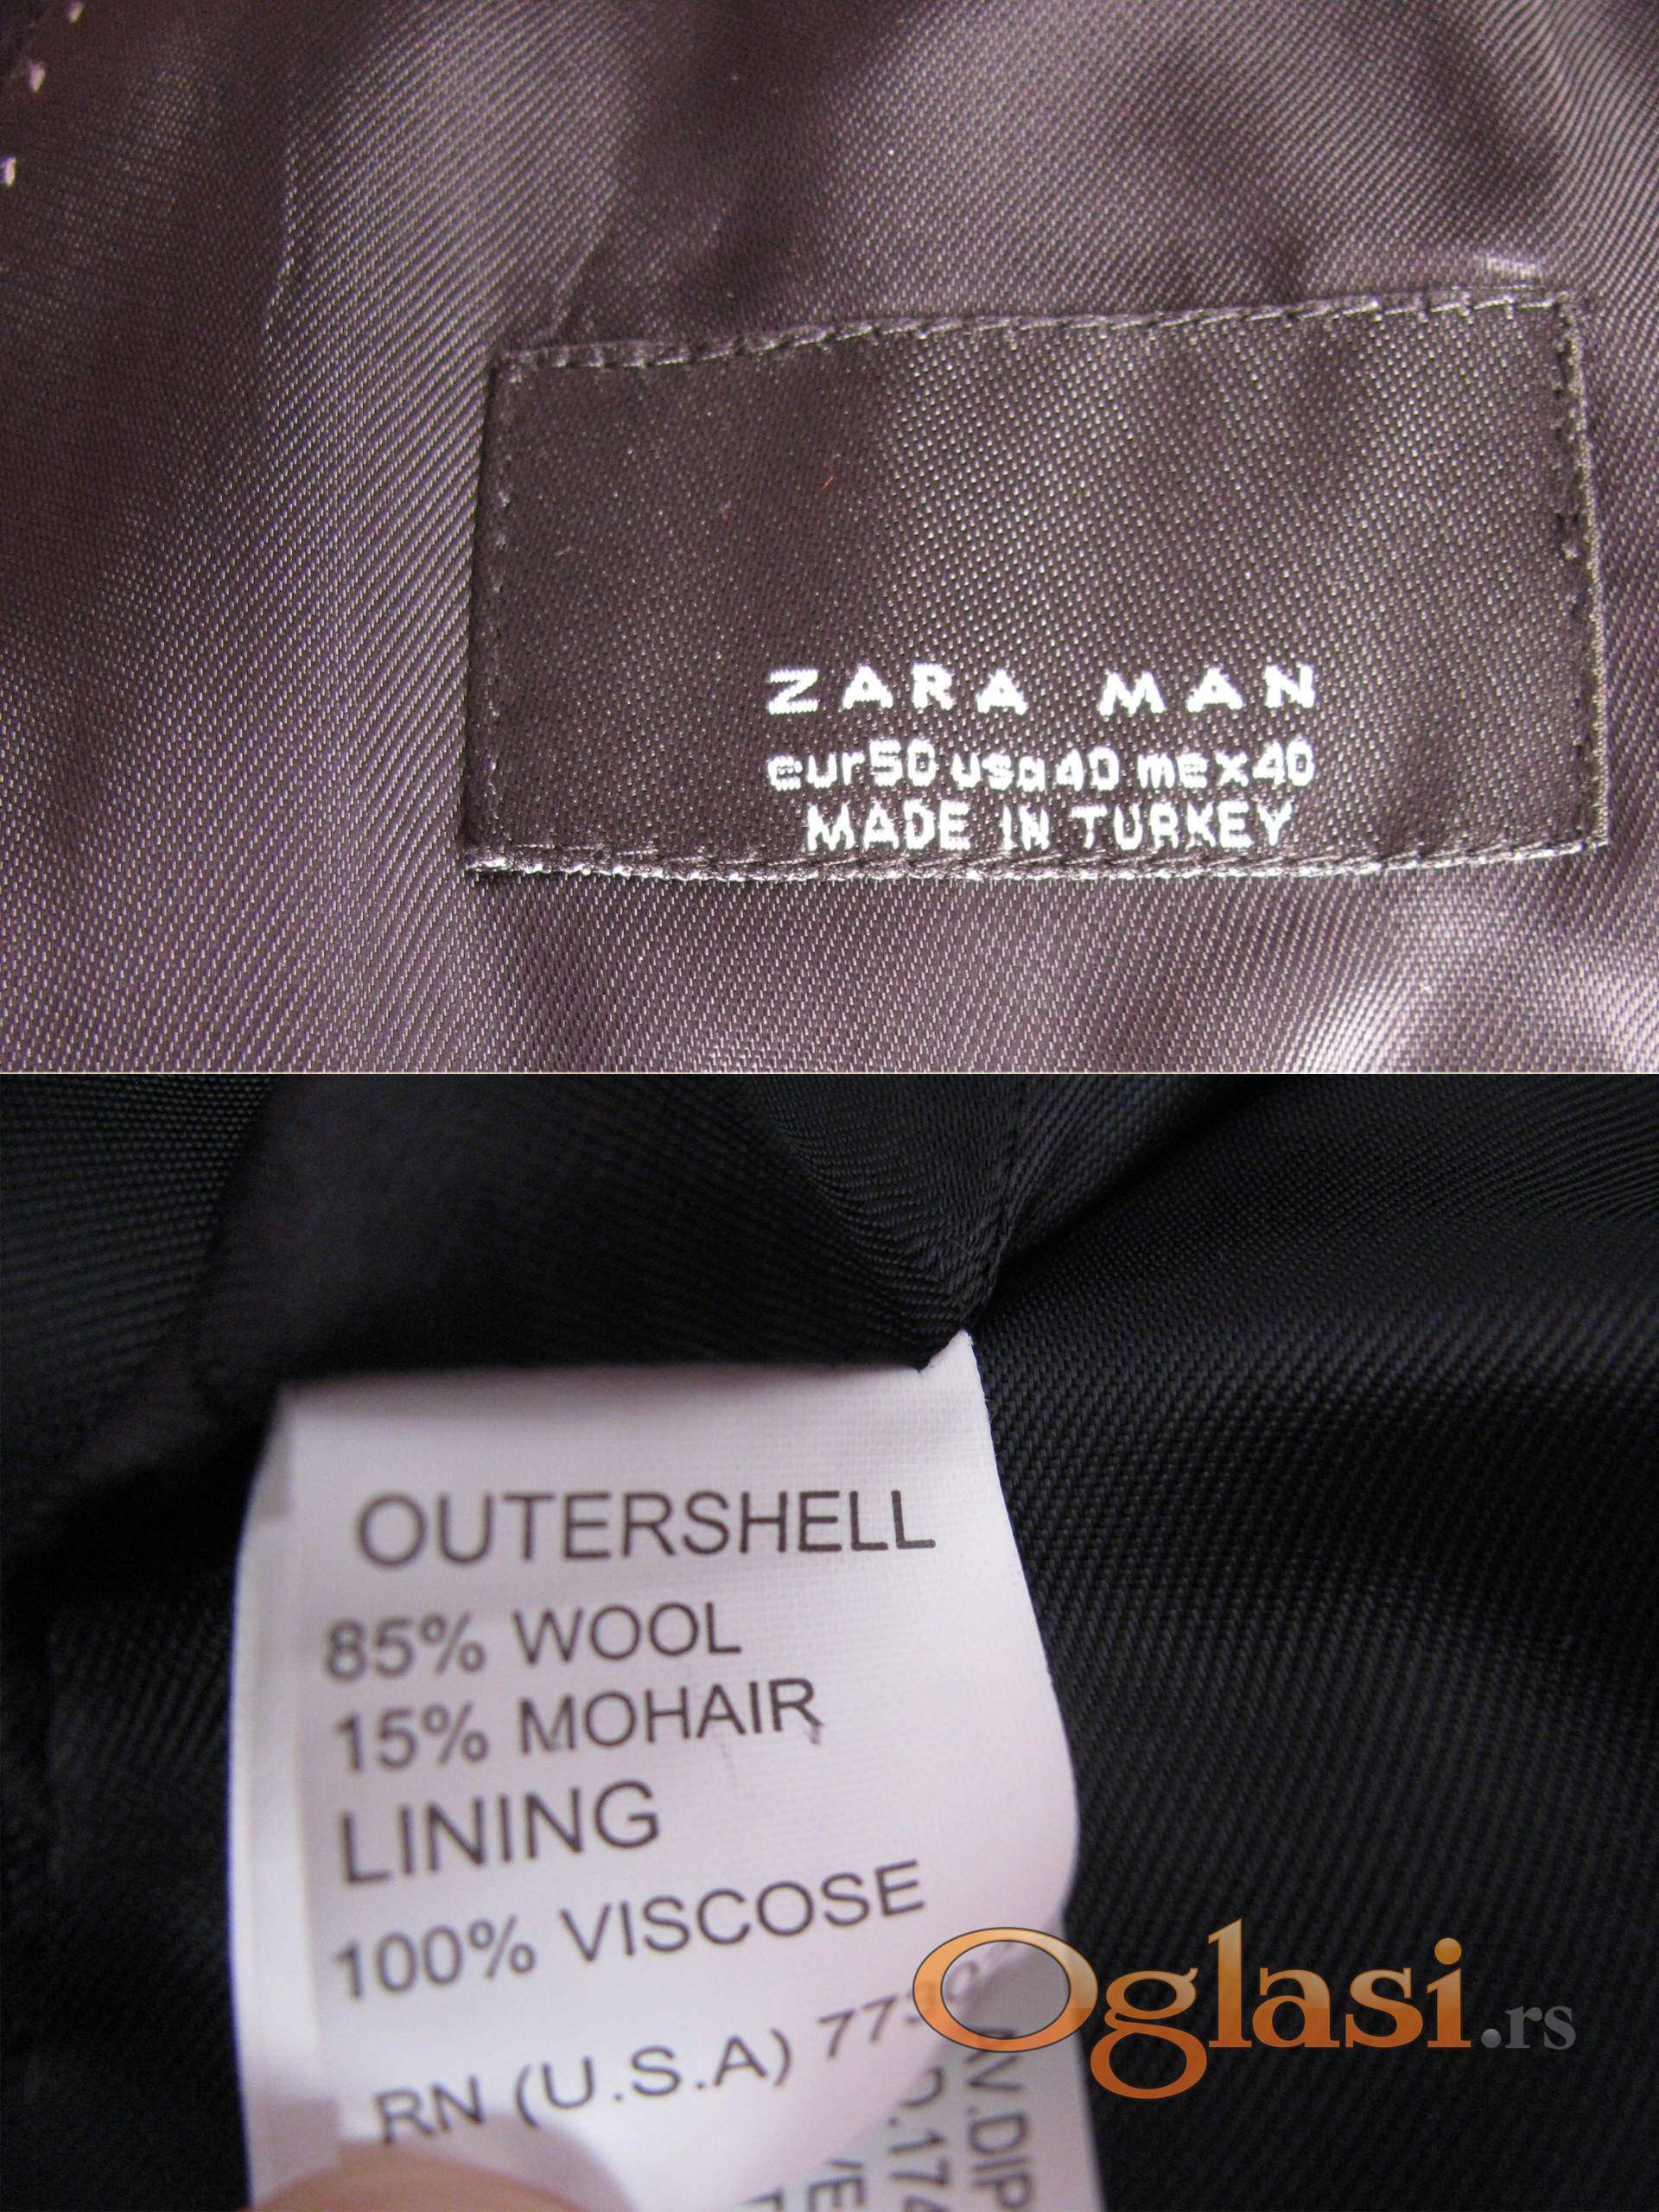 ZARA MAN
eur50 usa40 mex40
MADE IN TURKEY
OUTERSHELL
85% WOOL
15% MOHAIR
LINING
100% VISCOSE
RN (U.S.A)
Oglasi.rs